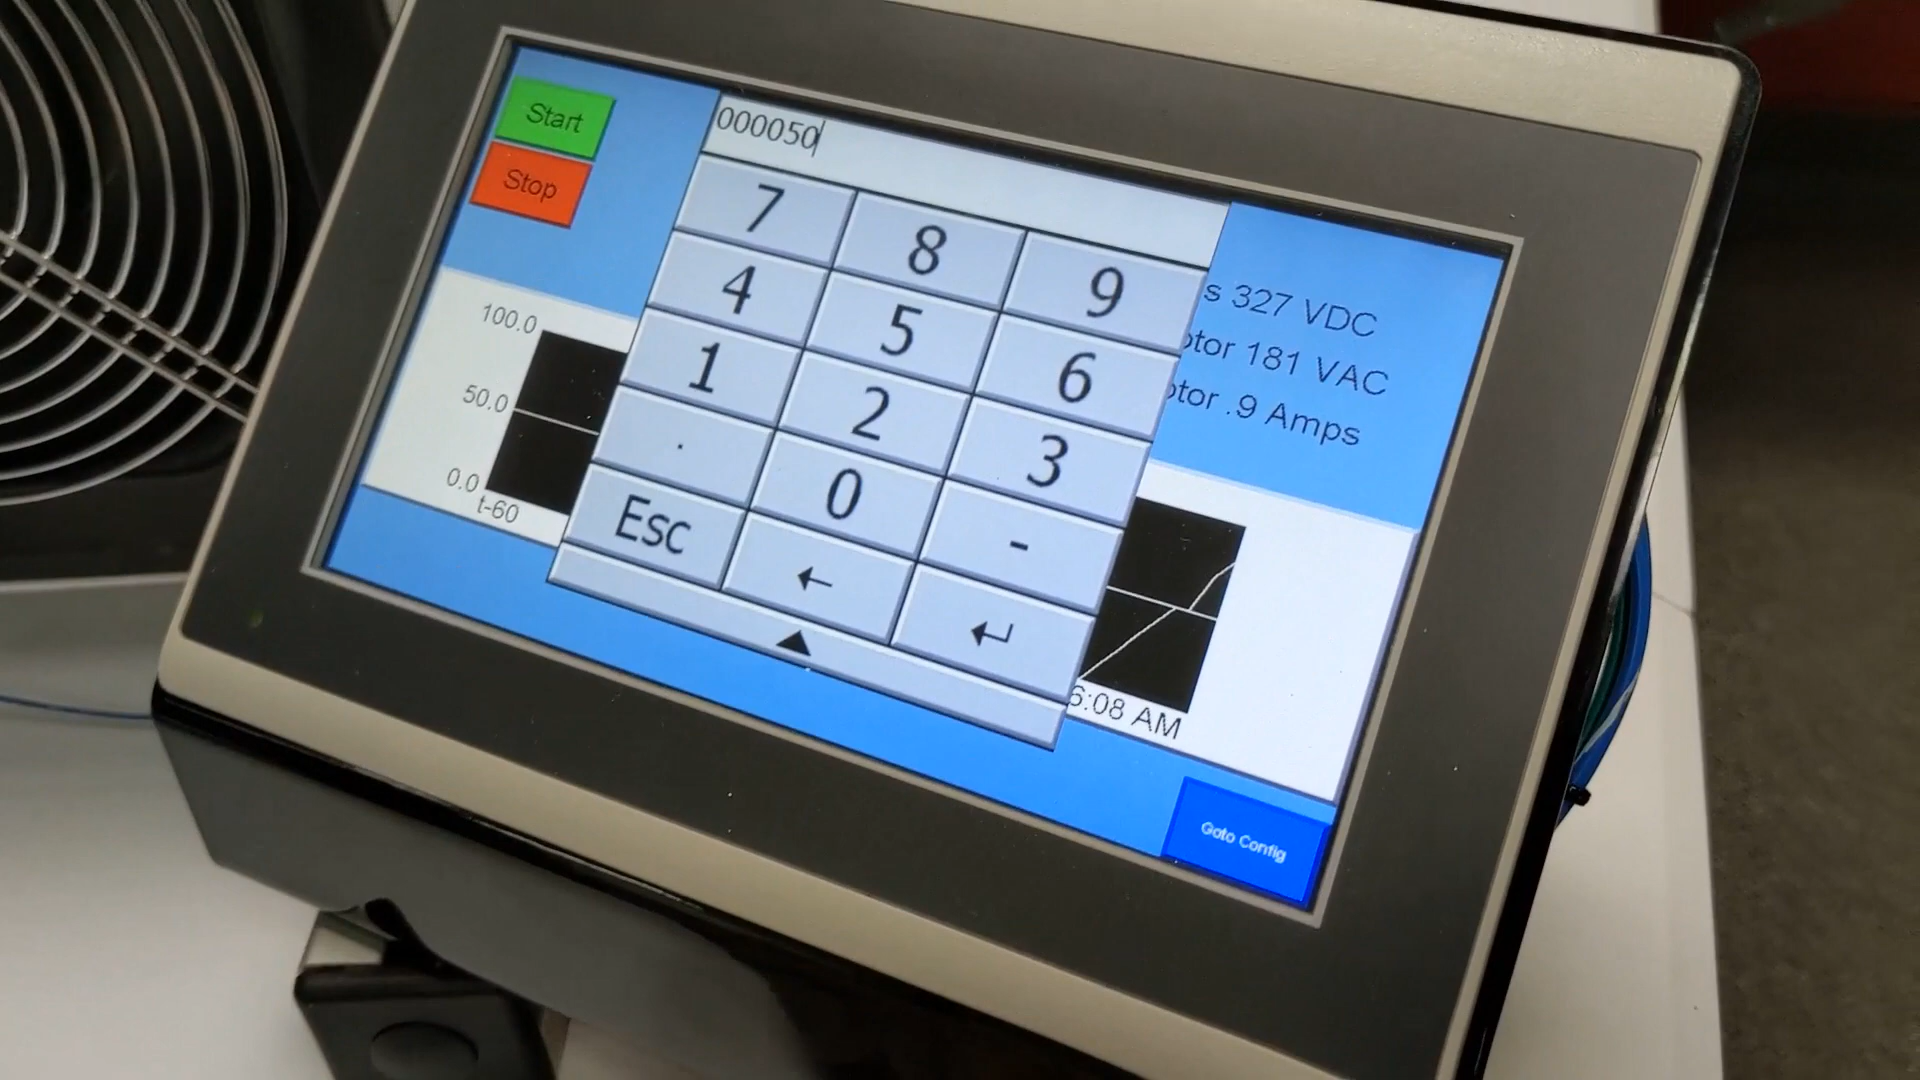 Start
Stop
000050
7 8 9
4 5 6
1 2 3
. 0 -
Esc ← ↵
▲
s 327 VDC
otor 181 VAC
otor .9 Amps
100.0
50.0
0.0
t-60
6:08 AM
Goto Config